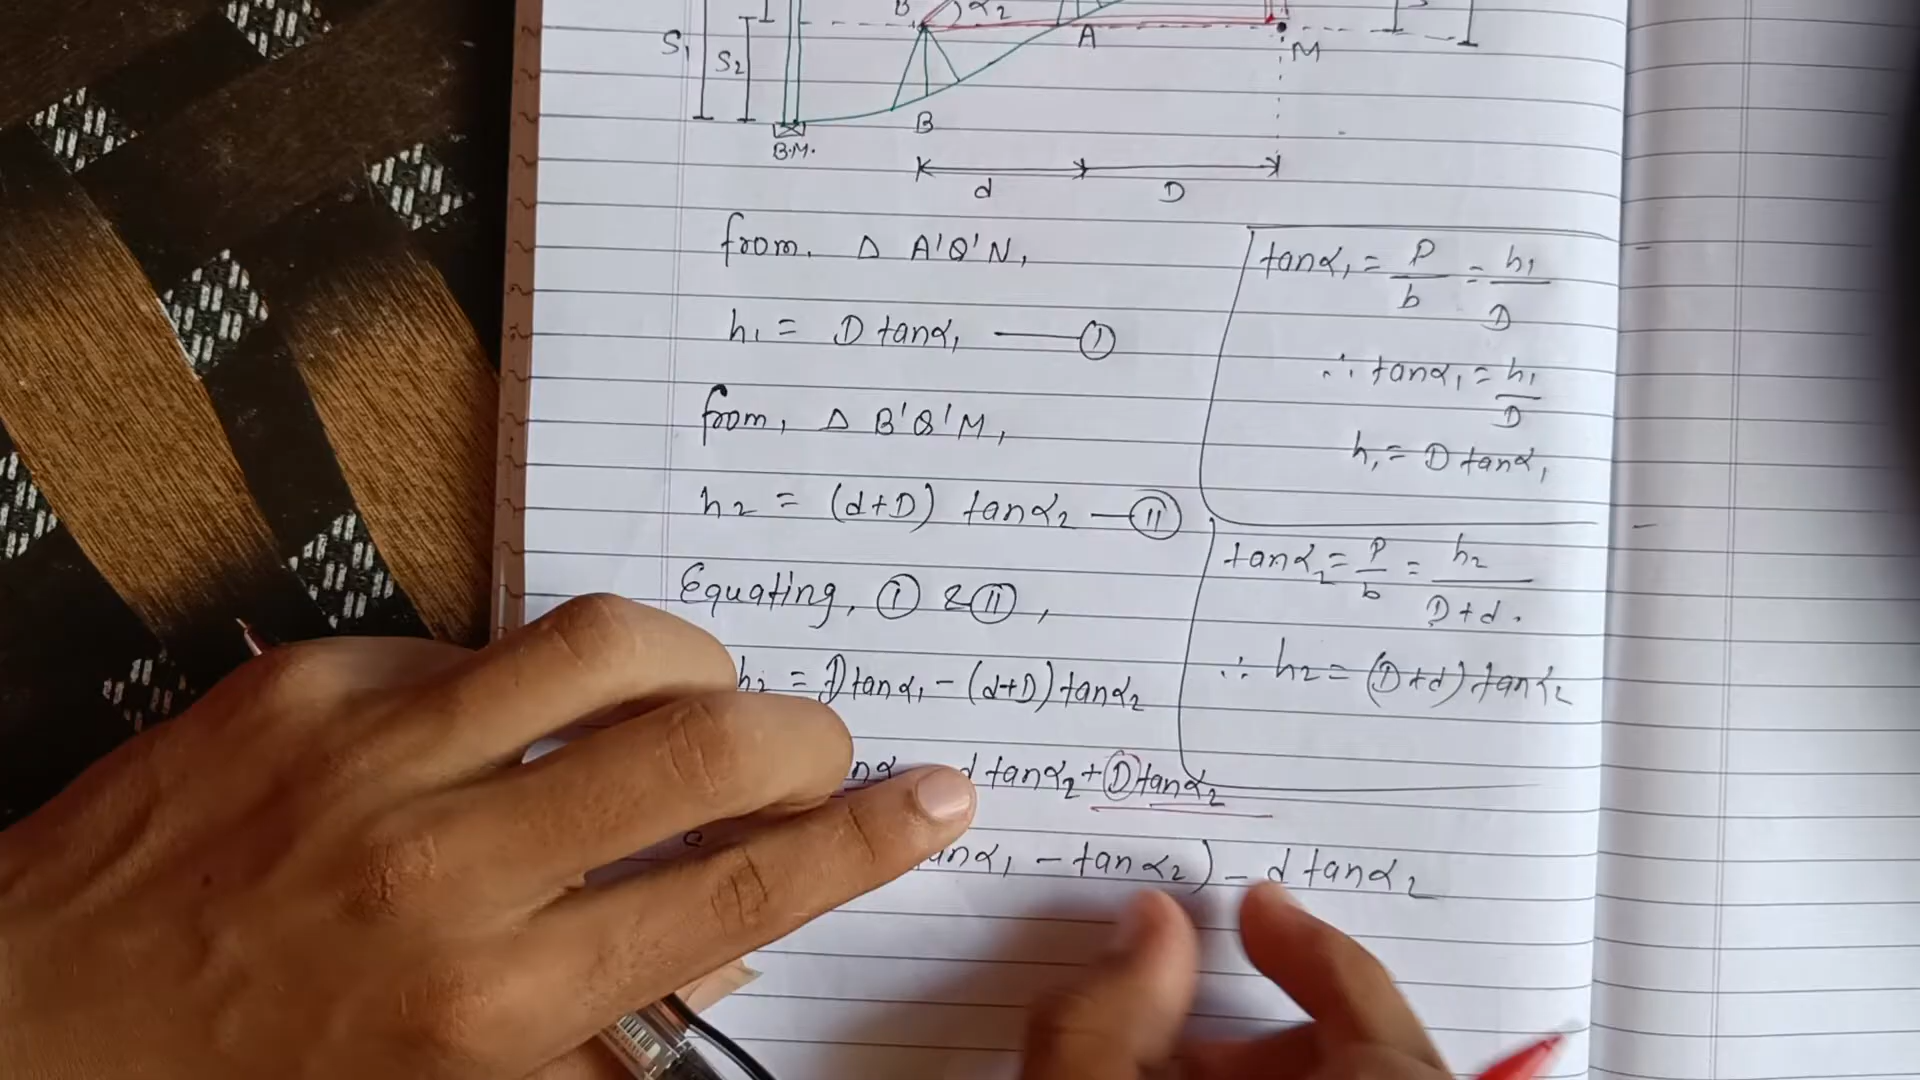 B' α2
S1 S2
A
M
B
B.M.
d D
from, Δ A'Q'N,
h1 = D tanα1 —— I
from, Δ B'Q'M,
h2 = (d+D) tanα2 — II
Equating, I & II,
h2 = D tanα1 - (d+D) tanα2
d tanα2 + D tanα2
tanα1 - tanα2) - d tanα2
tanα1 = P/b = h1/D
∴ tanα1 = h1/D
h1 = D tanα1
tanα2 = P/b = h2/D+d.
∴ h2 = (D+d) tanα2